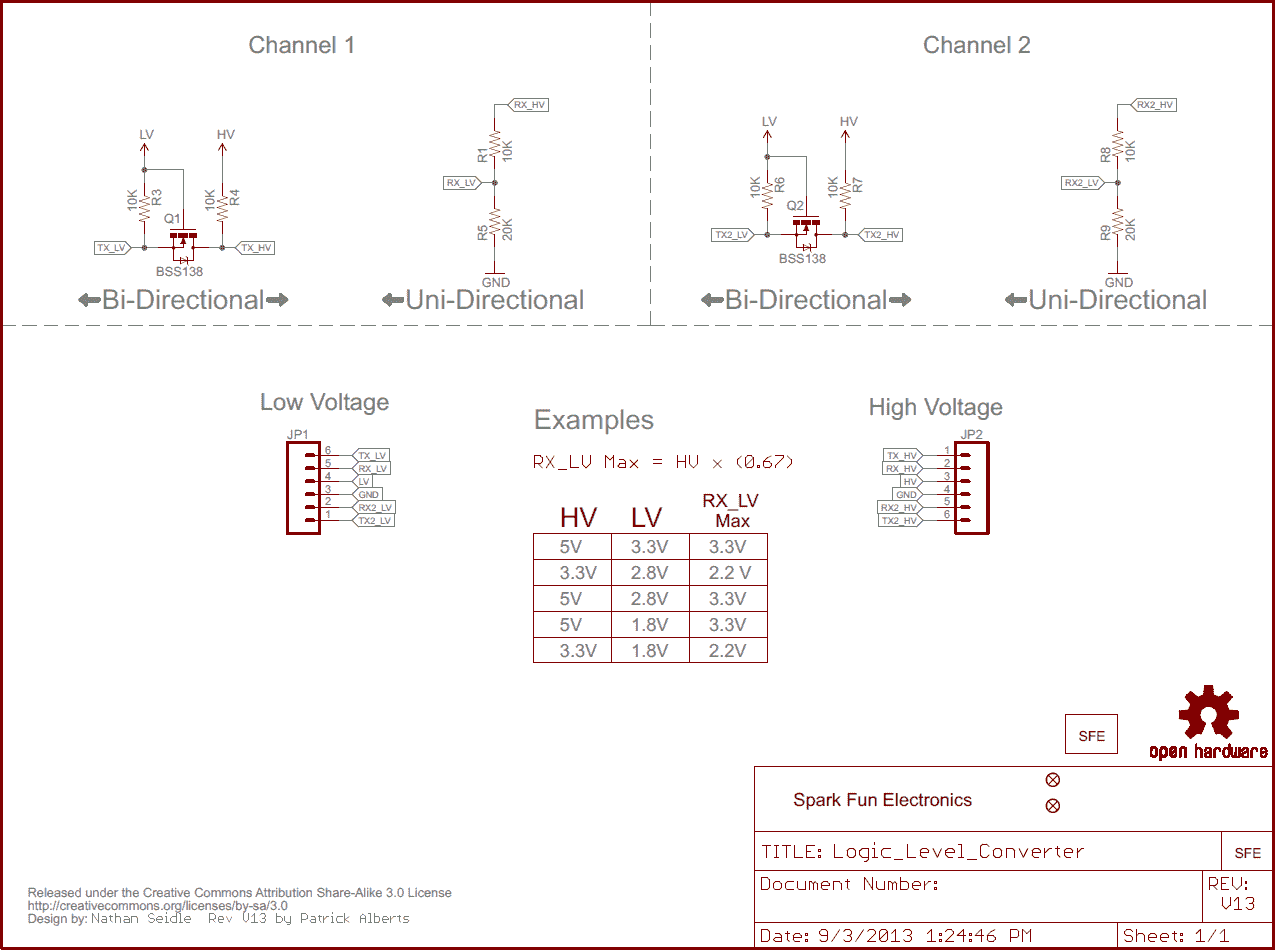 Channel 1
Channel 2
LV
HV
10K
R3
10K
R4
Q1
TX_LV
TX_HV
BSS138
Bi-Directional
RX_HV
R1
10K
RX_LV
R5
20K
GND
Uni-Directional
LV
HV
10K
R6
10K
R7
Q2
TX2_LV
TX2_HV
BSS138
Bi-Directional
RX2_HV
R8
10K
RX2_LV
R9
20K
GND
Uni-Directional
Low Voltage
JP1
6 TX_LV
5 RX_LV
4 LV
3 GND
2 RX2_LV
1 TX2_LV
Examples
RX_LV Max = HV x (0.67)
HV LV RX_LV Max
5V 3.3V 3.3V
3.3V 2.8V 2.2 V
5V 2.8V 3.3V
5V 1.8V 3.3V
3.3V 1.8V 2.2V
High Voltage
JP2
TX_HV 1
RX_HV 2
HV 3
GND 4
RX2_HV 5
TX2_HV 6
SFE
open hardware
Spark Fun Electronics
TITLE: Logic_Level_Converter
SFE
Document Number:
REV:
V13
Date: 9/3/2013 1:24:46 PM
Sheet: 1/1
Released under the Creative Commons Attribution Share-Alike 3.0 License
http://creativecommons.org/licenses/by-sa/3.0
Design by: Nathan Seidle Rev V13 by Patrick Alberts